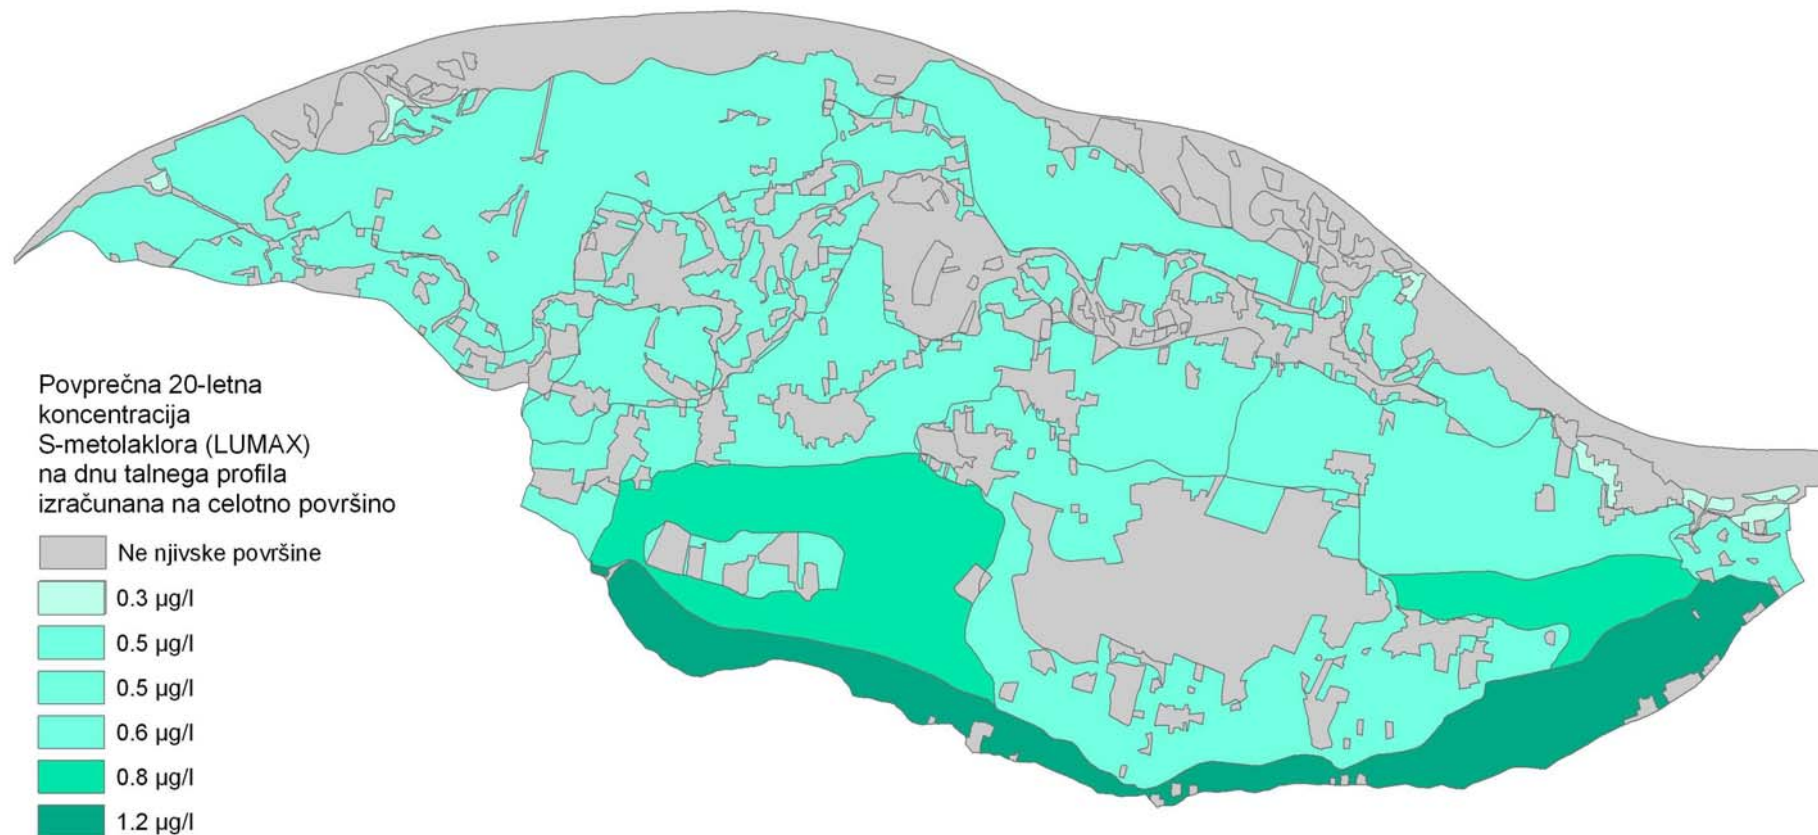 Povprečna 20-letna
koncentracija
S-metolaklora (LUMAX)
na dnu talnega profila
izračunana na celotno površino
Ne njivske površine
0.3 µg/l
0.5 µg/l
0.5 µg/l
0.6 µg/l
0.8 µg/l
1.2 µg/l